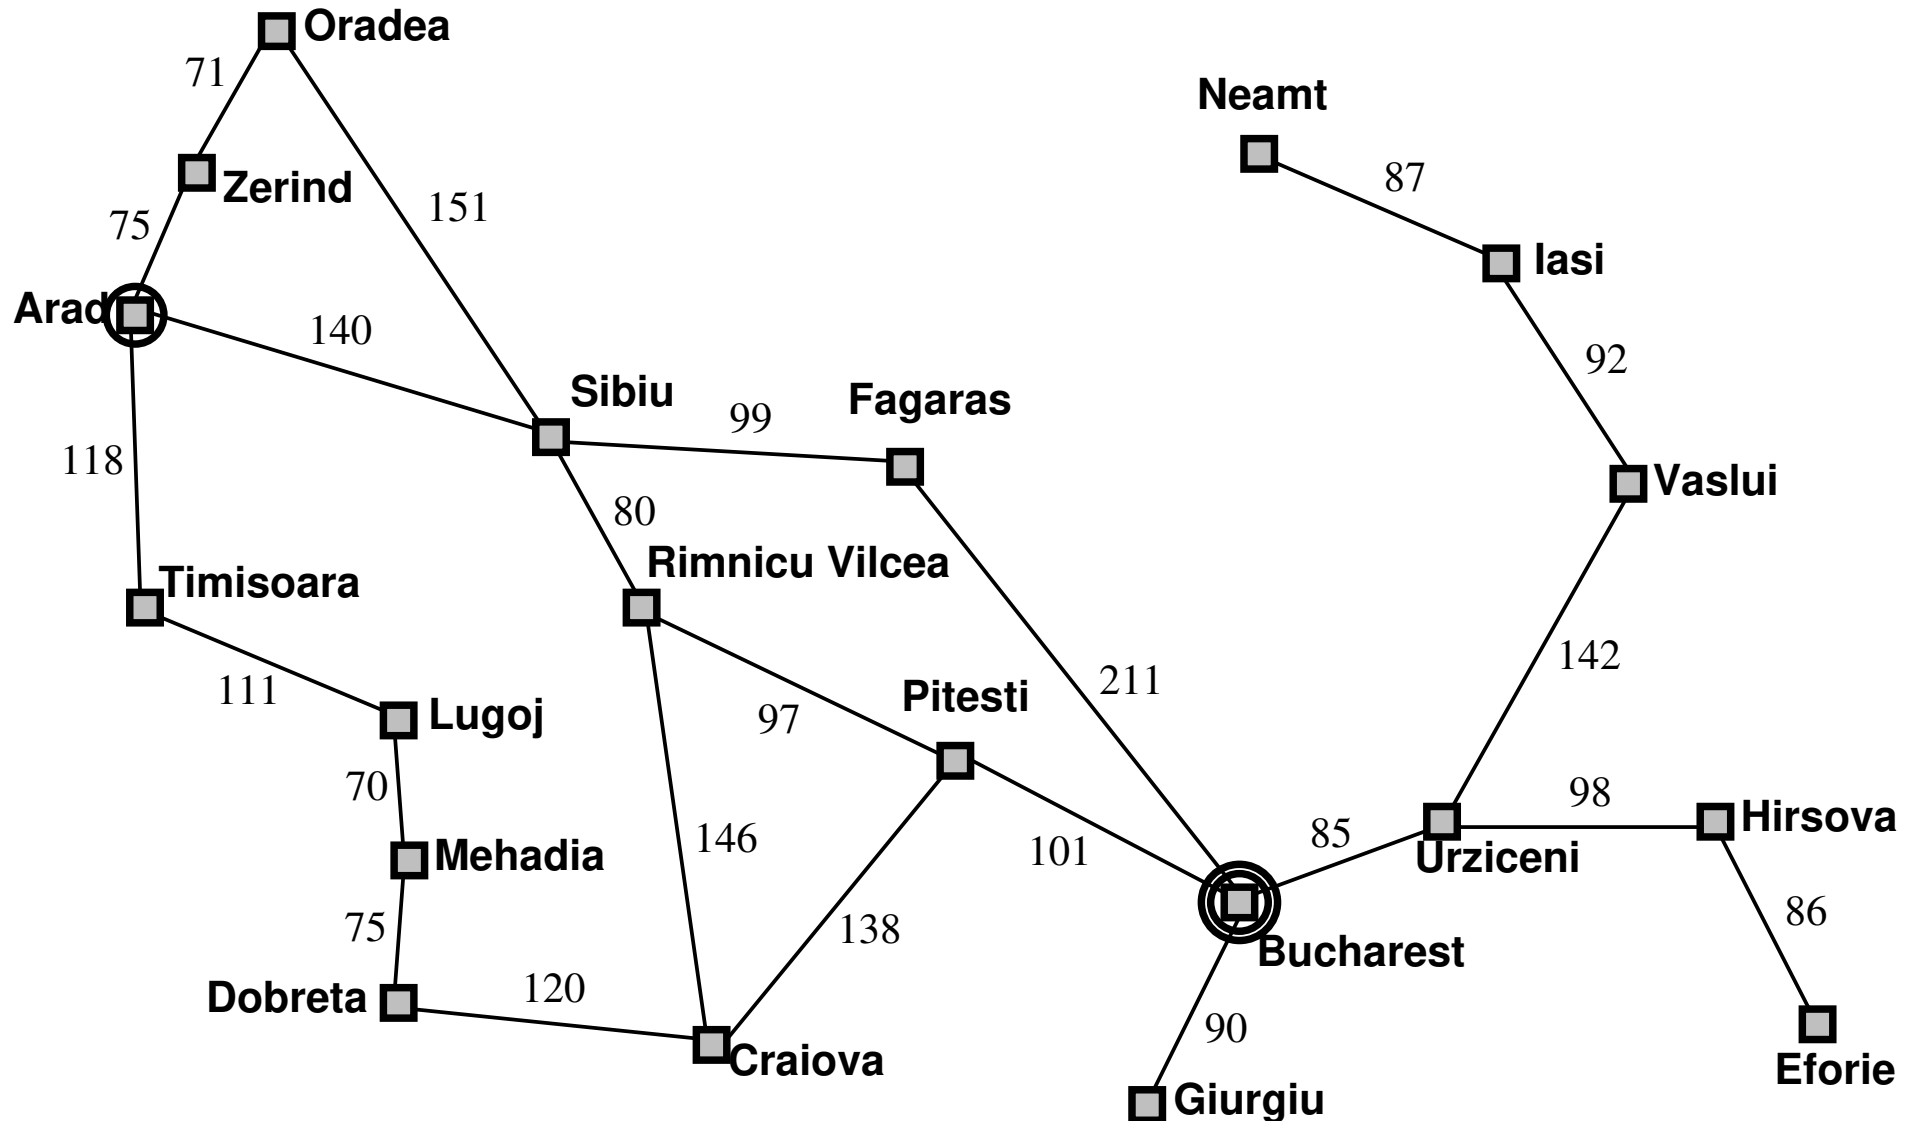 Oradea
71
Neamt
87
Zerind
151
75
Iasi
Arad
140
92
Sibiu
Fagaras
99
118
Vaslui
80
Rimnicu Vilcea
Timisoara
142
211
111
Pitesti
97
Lugoj
70
98
Hirsova
85
146
101
Urziceni
Mehadia
86
75
138
Bucharest
Dobreta
120
90
Craiova
Eforie
Giurgiu